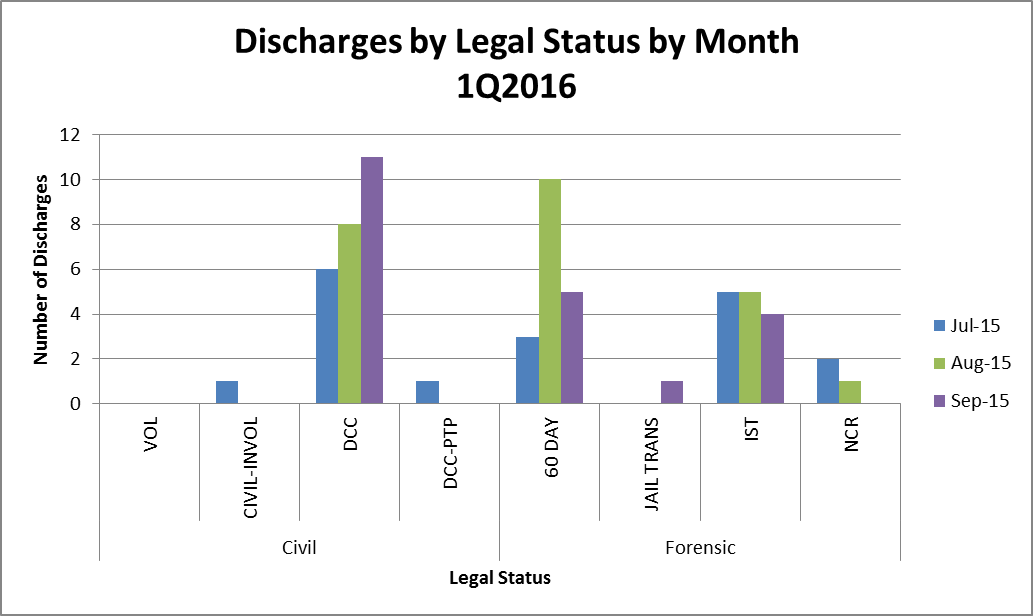 Discharges by Legal Status by Month
1Q2016
Number of Discharges
12
10
8
6
4
2
0
VOL
CIVIL-INVOL
DCC
DCC-PTP
60 DAY
JAIL TRANS
IST
NCR
Civil
Forensic
Legal Status
Jul-15
Aug-15
Sep-15